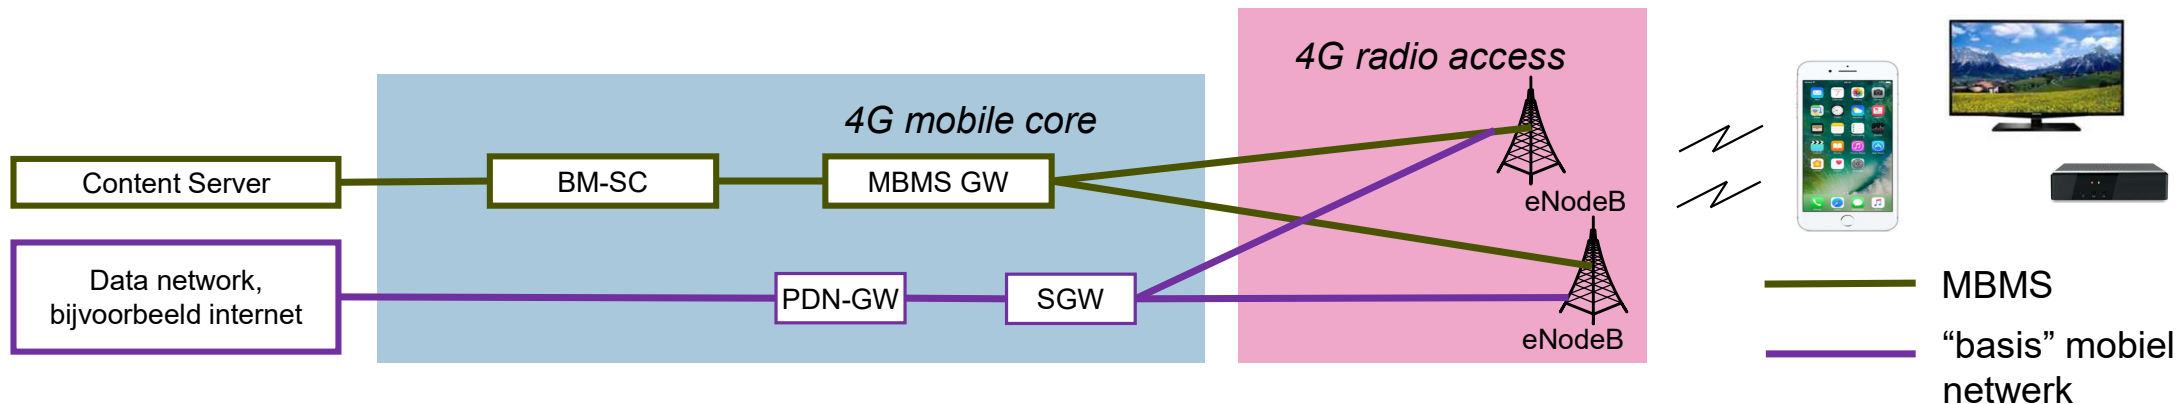 4G radio access
4G mobile core
Content Server
BM-SC
MBMS GW
eNodeB
Data network,
bijvoorbeeld internet
PDN-GW
SGW
eNodeB
MBMS
“basis” mobiel
netwerk